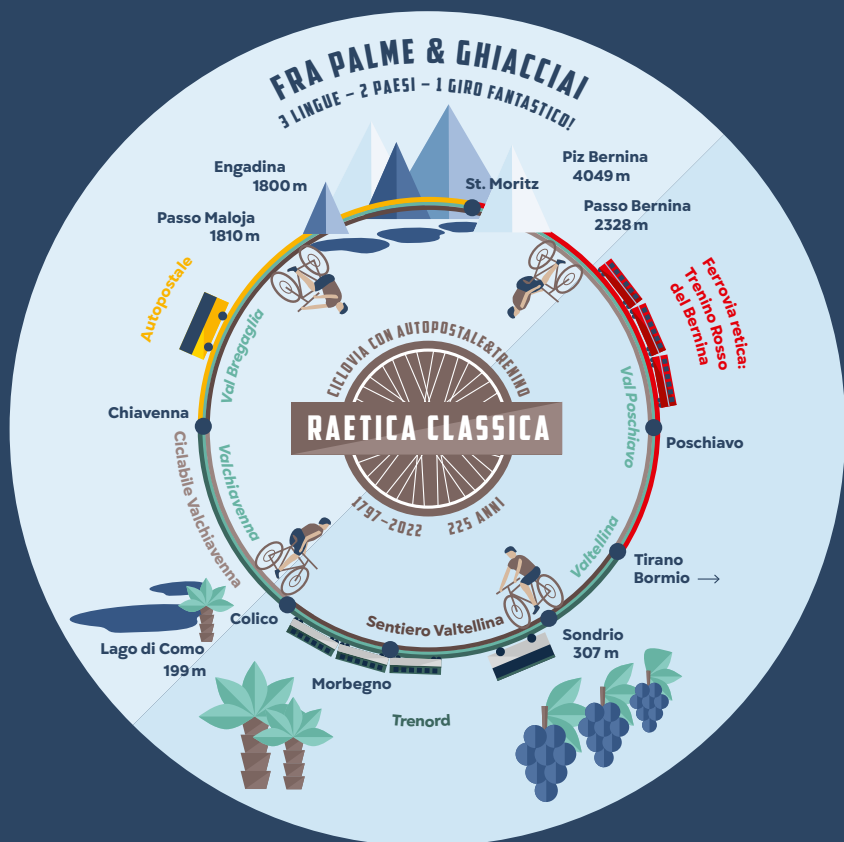 FRA PALME & GHIACCIAI
3 LINGUE – 2 PAESI – 1 GIRO FANTASTICO!
Engadina
1800 m
Passo Maloja
1810 m
St. Moritz
Piz Bernina
4049 m
Passo Bernina
2328 m
Autopostale
Val Bregaglia
Ferrovia retica:
Trenino Rosso
del Bernina
CICLOVIA CON AUTOPOSTALE&TRENINO
RAETICA CLASSICA
1797–2022 225 ANNI
Chiavenna
Val Poschiavo
Poschiavo
Ciclabile Valchiavenna
Valchiavenna
Valtellina
Tirano
Bormio →
Colico
Sentiero Valtellina
Sondrio
307 m
Lago di Como
199 m
Morbegno
Trenord